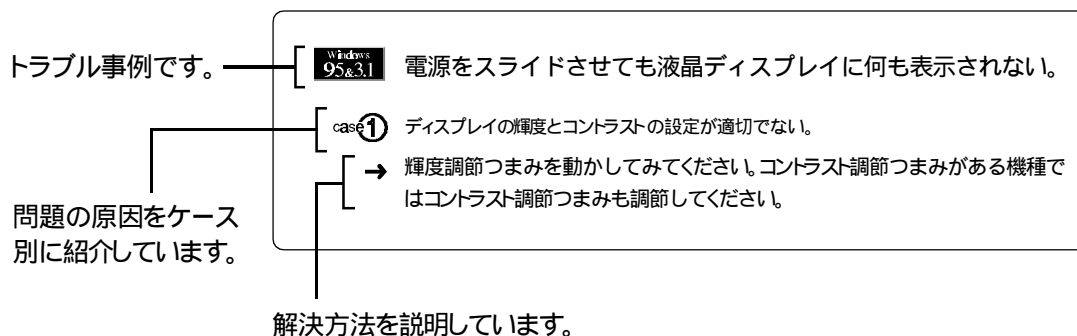 トラブル事例です。
Windows
95&3.1
電源をスライドさせても液晶ディスプレイに何も表示されない。
case1
ディスプレイの輝度とコントラストの設定が適切でない。
→ 輝度調節つまみを動かしてみてください。コントラスト調節つまみがある機種で
はコントラスト調節つまみも調節してください。
問題の原因をケース
別に紹介しています。
解決方法を説明しています。